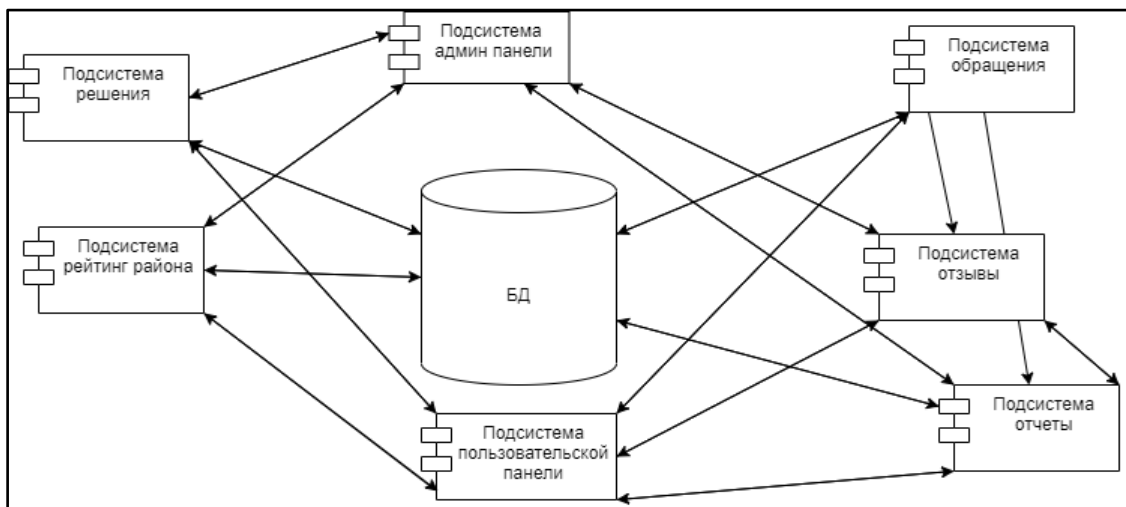 Подсистема
админ панели
Подсистема
обращения
Подсистема
решения
Подсистема
рейтинг района
БД
Подсистема
отзывы
Подсистема
отчеты
Подсистема
пользовательской
панели